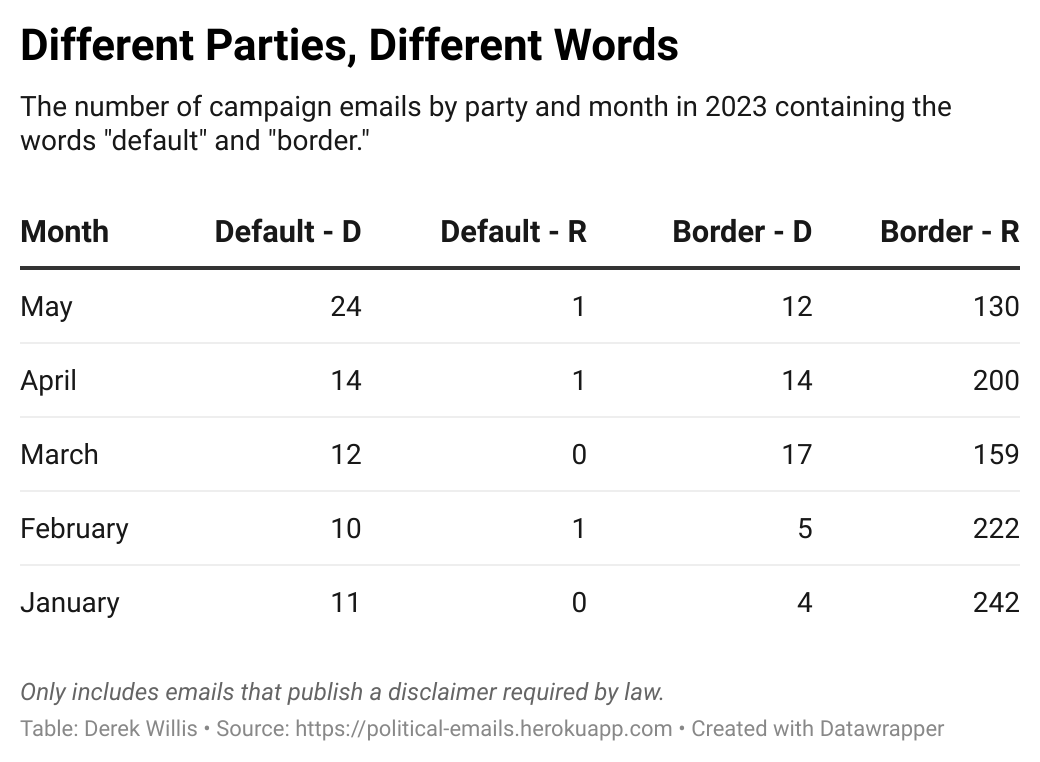 Different Parties, Different Words
The number of campaign emails by party and month in 2023 containing the
words "default" and "border."
Month Default - D Default - R Border - D Border - R
May 24 1 12 130
April 14 1 14 200
March 12 0 17 159
February 10 1 5 222
January 11 0 4 242
Only includes emails that publish a disclaimer required by law.
Table: Derek Willis • Source: https://political-emails.herokuapp.com • Created with Datawrapper